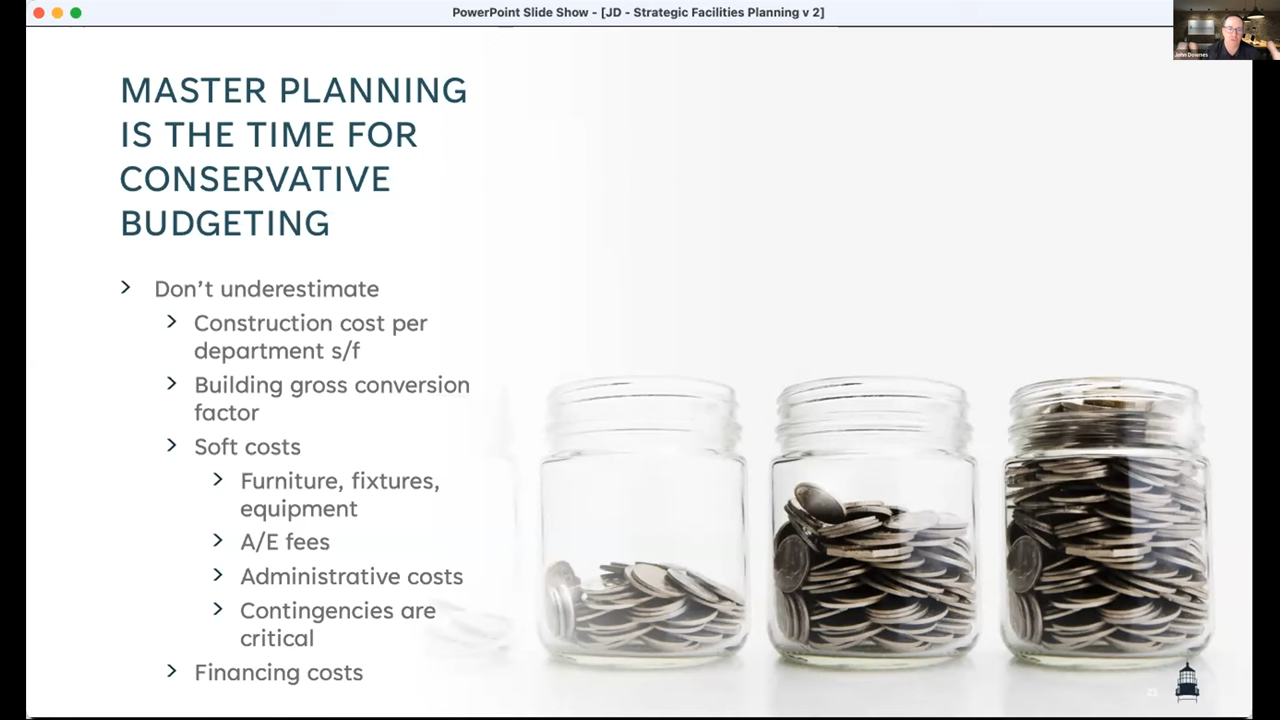 PowerPoint Slide Show - [JD - Strategic Facilities Planning v 2]
John Downes
MASTER PLANNING
IS THE TIME FOR
CONSERVATIVE
BUDGETING
> Don’t underestimate
> Construction cost per
department s/f
> Building gross conversion
factor
> Soft costs
> Furniture, fixtures,
equipment
> A/E fees
> Administrative costs
> Contingencies are
critical
> Financing costs